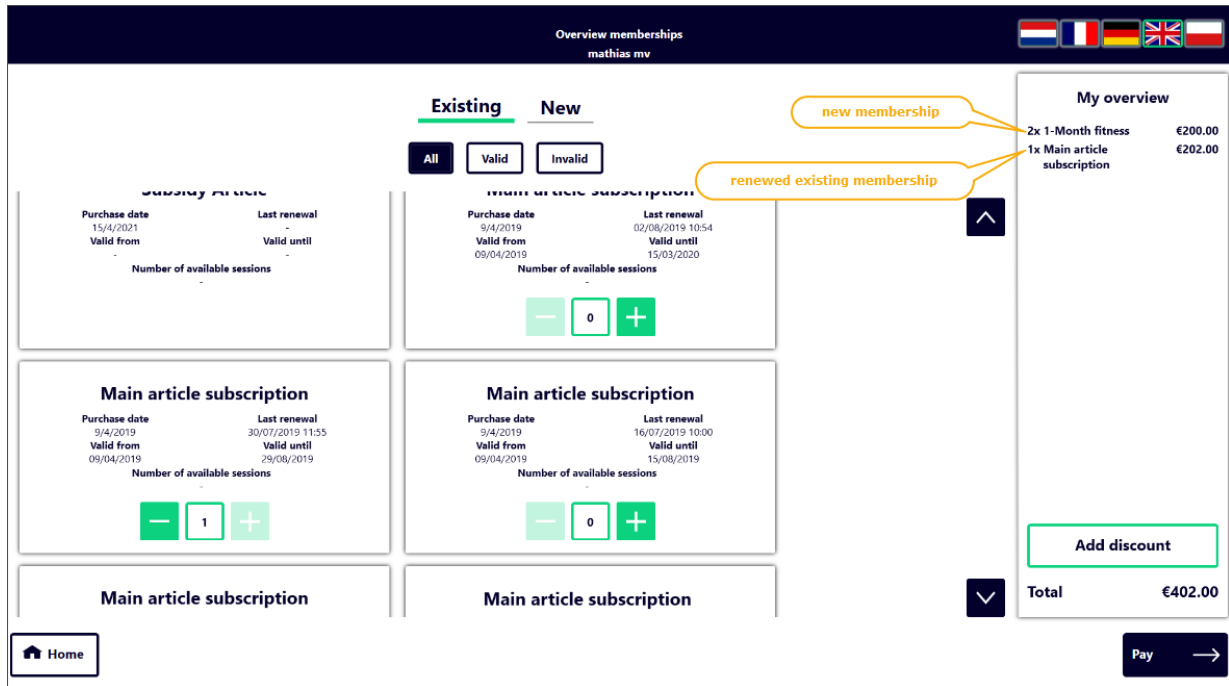 Overview memberships
mathias mv
Existing
New
All
Valid
Invalid
new membership
renewed existing membership
My overview
2x 1-Month fitness €200.00
1x Main article €202.00
subscription
Subsidy Article
Purchase date Last renewal
15/4/2021 -
Valid from Valid until
- -
Number of available sessions
-
Main article subscription
Purchase date Last renewal
9/4/2019 02/08/2019 10:54
Valid from Valid until
09/04/2019 15/03/2020
Number of available sessions
-
0
Main article subscription
Purchase date Last renewal
9/4/2019 30/07/2019 11:55
Valid from Valid until
09/04/2019 29/08/2019
Number of available sessions
-
1
Main article subscription
Purchase date Last renewal
9/4/2019 16/07/2019 10:00
Valid from Valid until
09/04/2019 15/08/2019
Number of available sessions
-
0
Main article subscription
Main article subscription
Add discount
Total €402.00
Home
Pay